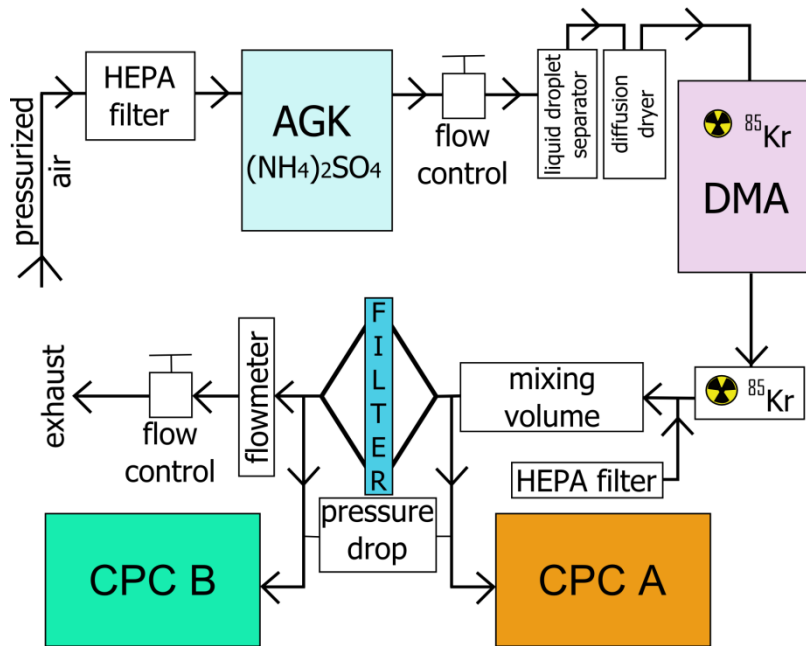 pressurized
air
HEPA
filter
AGK
(NH₄)₂SO₄
flow
control
liquid droplet
separator
diffusion
dryer
⁸⁵Kr
DMA
exhaust
flow
control
flowmeter
FILTER
mixing
volume
⁸⁵Kr
HEPA filter
pressure
drop
CPC B
CPC A